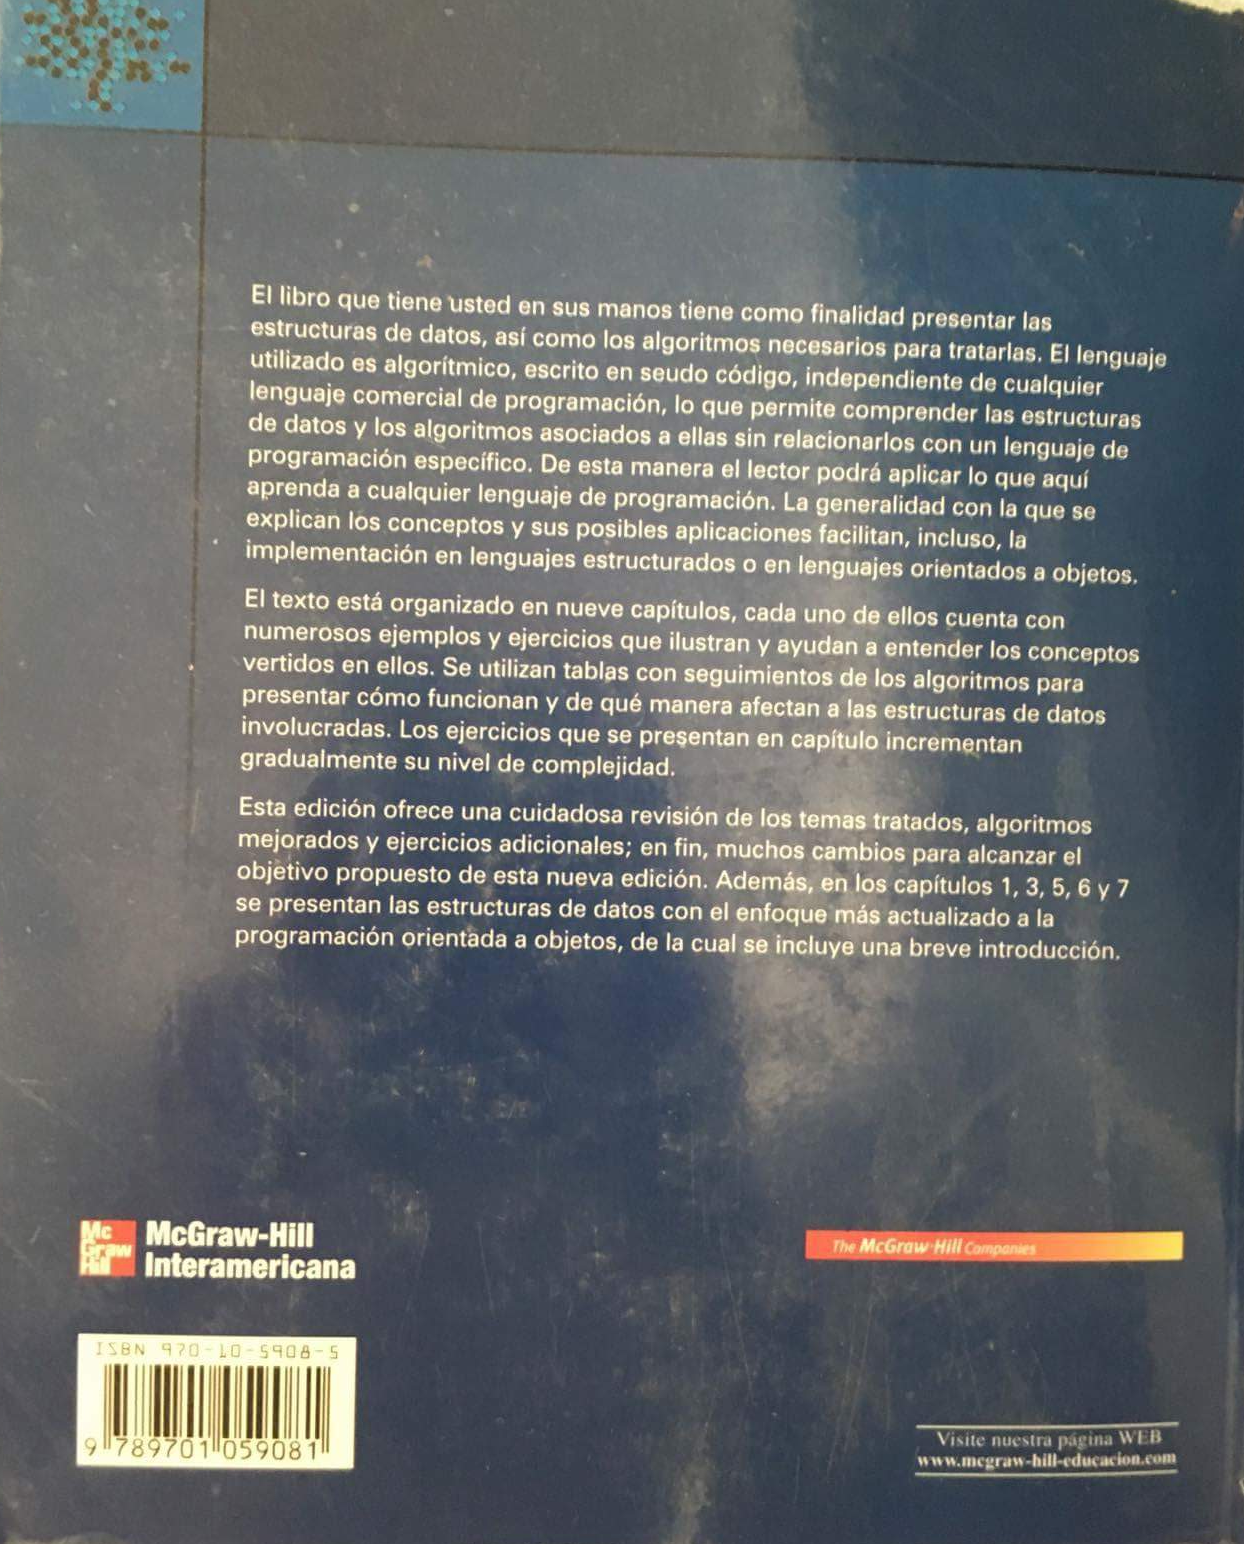 El libro que tiene usted en sus manos tiene como finalidad presentar las
estructuras de datos, así como los algoritmos necesarios para tratarlas. El lenguaje
utilizado es algorítmico, escrito en seudo código, independiente de cualquier
lenguaje comercial de programación, lo que permite comprender las estructuras
de datos y los algoritmos asociados a ellas sin relacionarlos con un lenguaje de
programación específico. De esta manera el lector podrá aplicar lo que aquí
aprenda a cualquier lenguaje de programación. La generalidad con la que se
explican los conceptos y sus posibles aplicaciones facilitan, incluso, la
implementación en lenguajes estructurados o en lenguajes orientados a objetos.
El texto está organizado en nueve capítulos, cada uno de ellos cuenta con
numerosos ejemplos y ejercicios que ilustran y ayudan a entender los conceptos
vertidos en ellos. Se utilizan tablas con seguimientos de los algoritmos para
presentar cómo funcionan y de qué manera afectan a las estructuras de datos
involucradas. Los ejercicios que se presentan en capítulo incrementan
gradualmente su nivel de complejidad.
Esta edición ofrece una cuidadosa revisión de los temas tratados, algoritmos
mejorados y ejercicios adicionales; en fin, muchos cambios para alcanzar el
objetivo propuesto de esta nueva edición. Además, en los capítulos 1, 3, 5, 6 y 7
se presentan las estructuras de datos con el enfoque más actualizado a la
programación orientada a objetos, de la cual se incluye una breve introducción.
Mc
Graw
Hill
McGraw-Hill
Interamericana
The McGraw-Hill Companies
ISBN 970-10-5908-5
9 789701 059081
Visite nuestra página WEB
www.mcgraw-hill-educacion.com